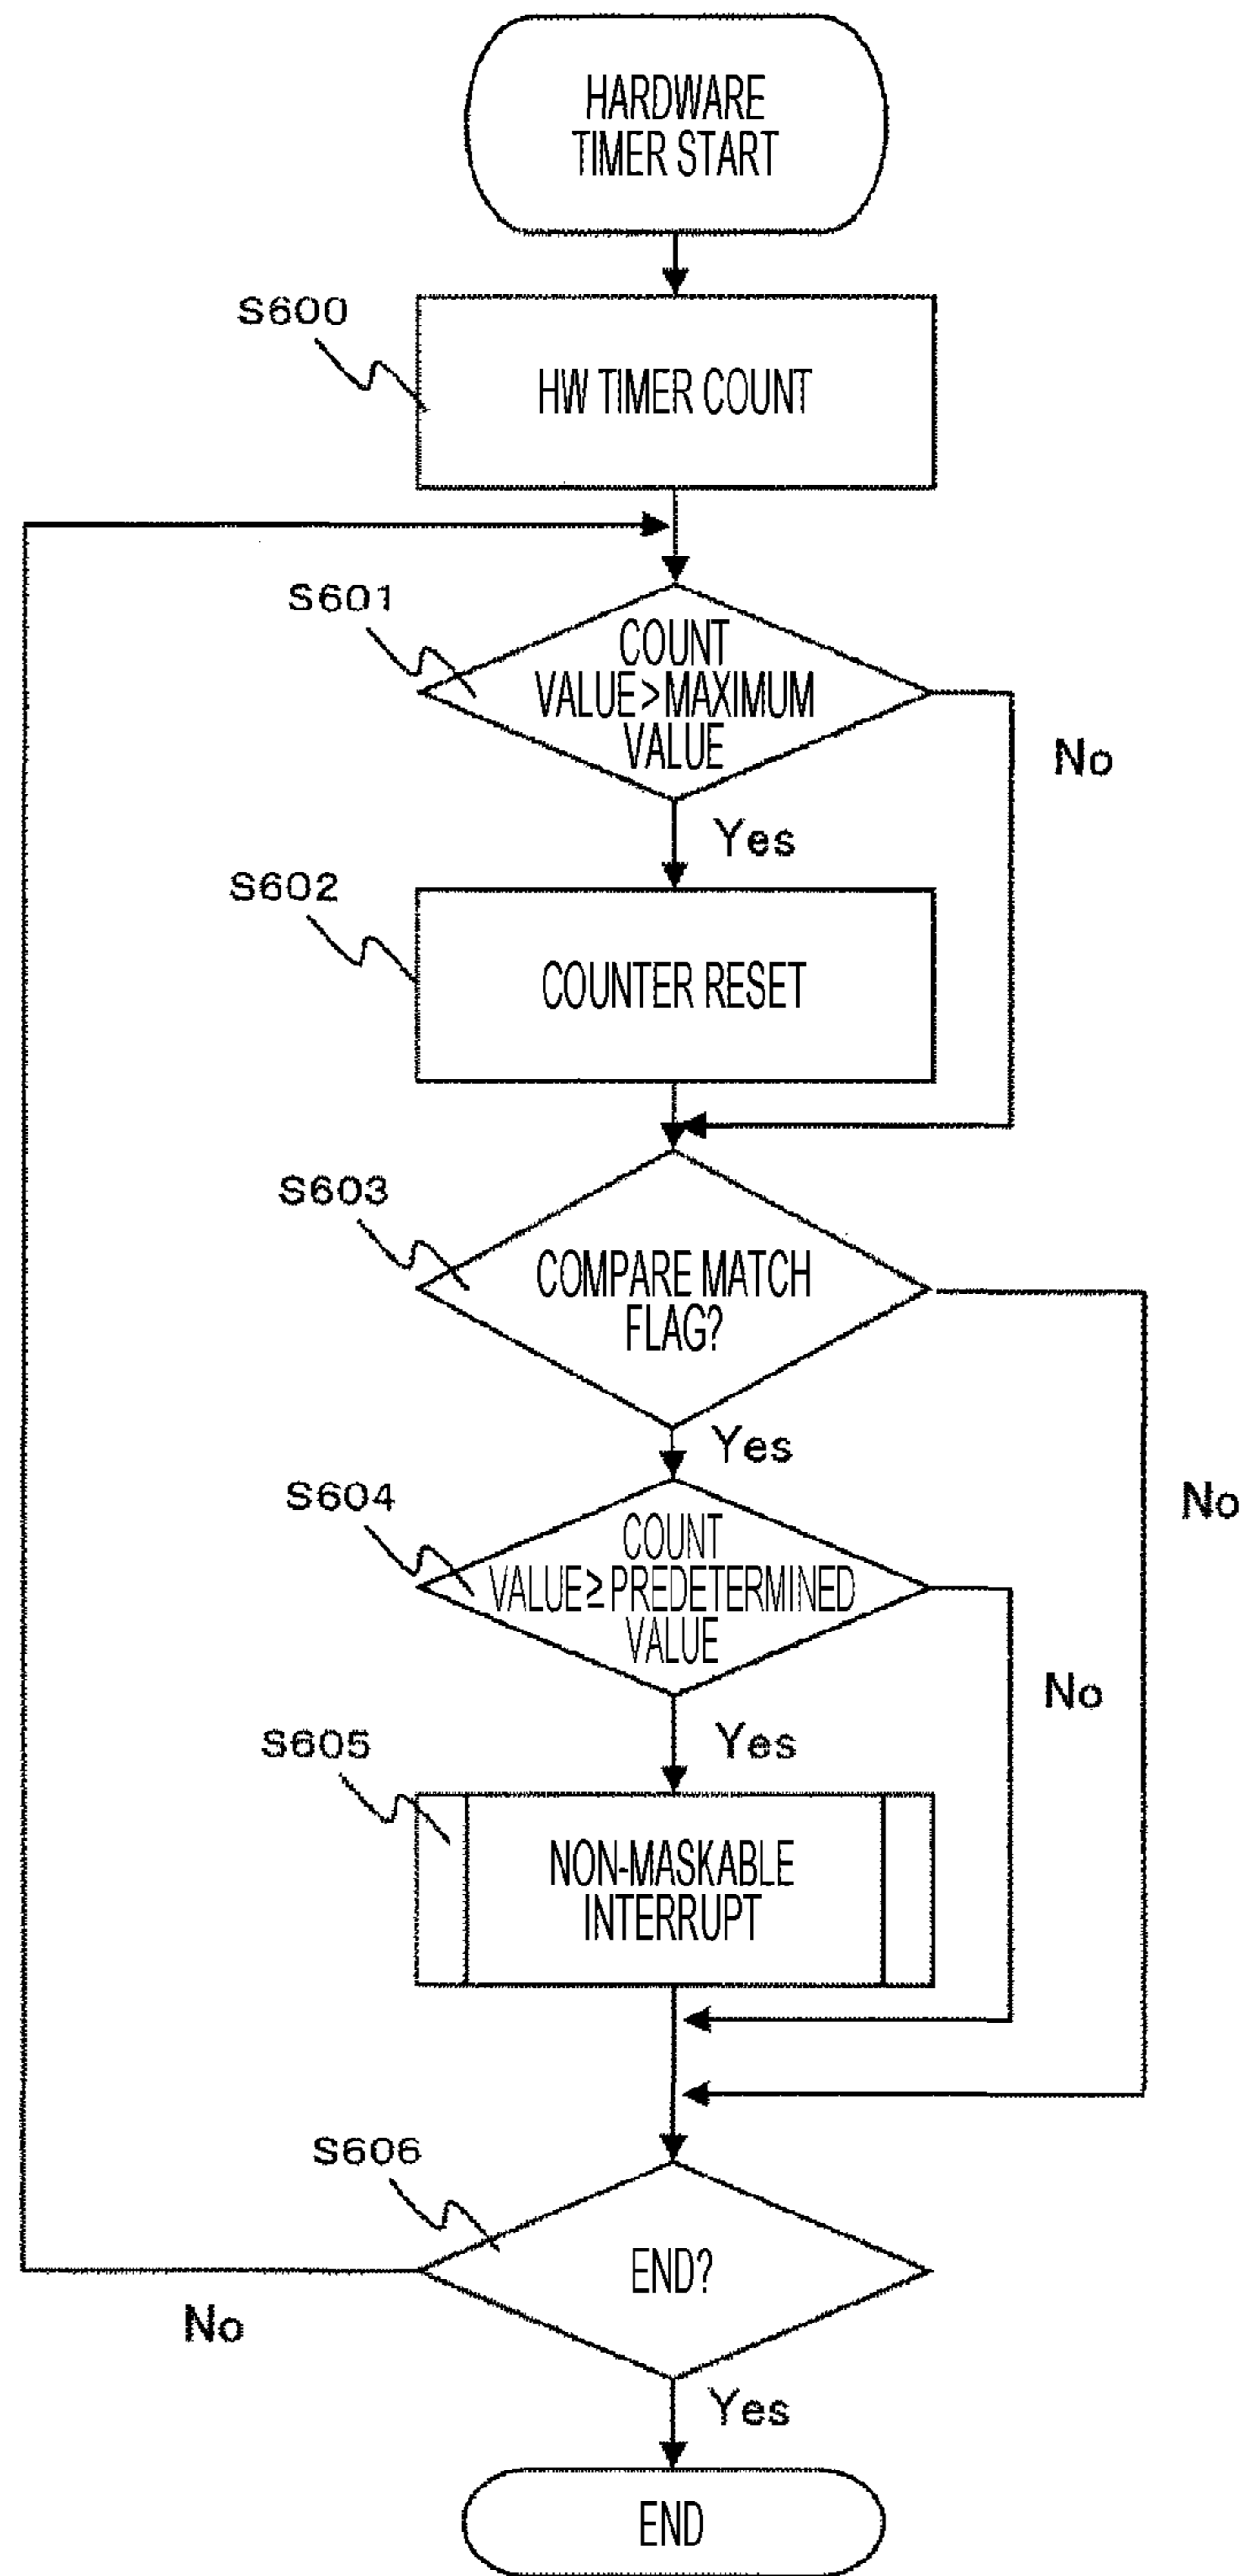 HARDWARE
TIMER START
S600
HW TIMER COUNT
S601
COUNT
VALUE>MAXIMUM
VALUE
No
Yes
S602
COUNTER RESET
S603
COMPARE MATCH
FLAG?
Yes
No
S604
COUNT
VALUE≥PREDETERMINED
VALUE
No
Yes
S605
NON-MASKABLE
INTERRUPT
S606
END?
No
Yes
END